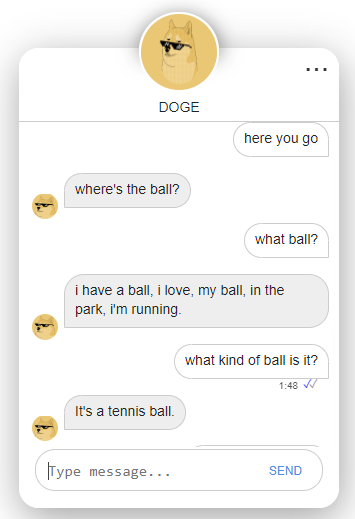 DOGE
here you go
where's the ball?
what ball?
i have a ball, i love, my ball, in the
park, i'm running.
what kind of ball is it?
1:48
It's a tennis ball.
Type message...
SEND